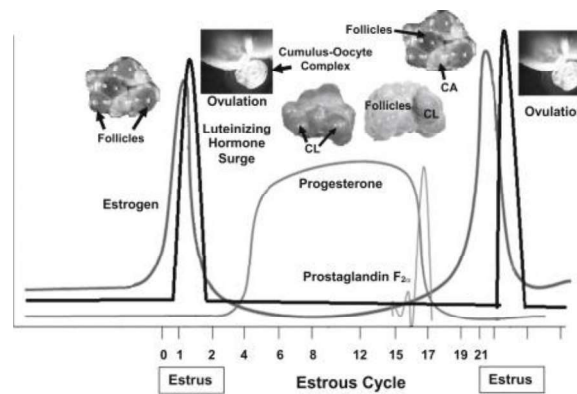 Follicles
Cumulus-Oocyte
Complex
CA
Ovulation
Ovulatio
Follicles
Luteinizing
Hormone
Surge
CL
Follicles
CL
Estrogen
Progesterone
Prostaglandin F2α
0 1 2 4 6 8 12 15 17 19 21
Estrus
Estrous Cycle
Estrus